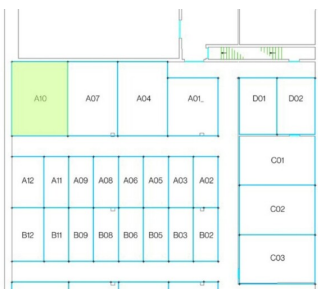 A10 A07 A04 A01 D01 D02
C01
A12 A11 A09 A08 A06 A05 A03 A02
C02
B12 B11 B09 B08 B06 B05 B03 B02
C03